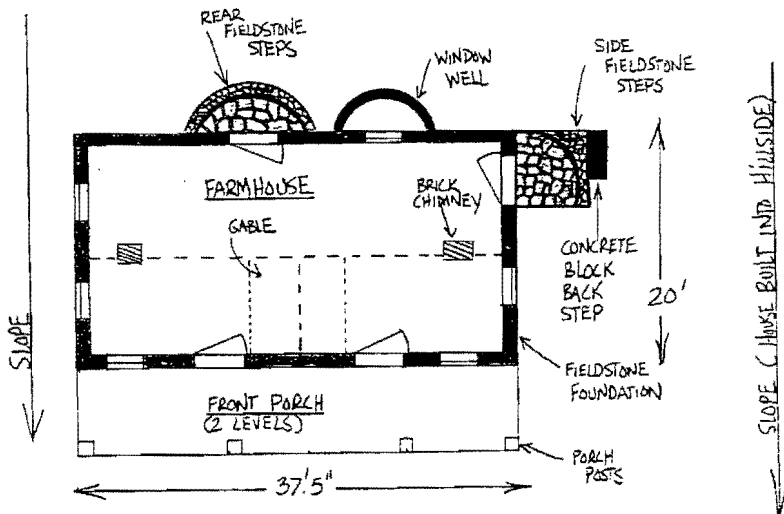 REAR
FIELDSTONE
STEPS
WINDOW
WELL
SIDE
FIELDSTONE
STEPS
FARMHOUSE
BRICK
CHIMNEY
GABLE
CONCRETE
BLOCK
BACK
STEP
20'
SLOPE
SLOPE (HOUSE BUILT INTO HILLSIDE)
FIELDSTONE
FOUNDATION
FRONT PORCH
(2 LEVELS)
PORCH
POSTS
37'5"